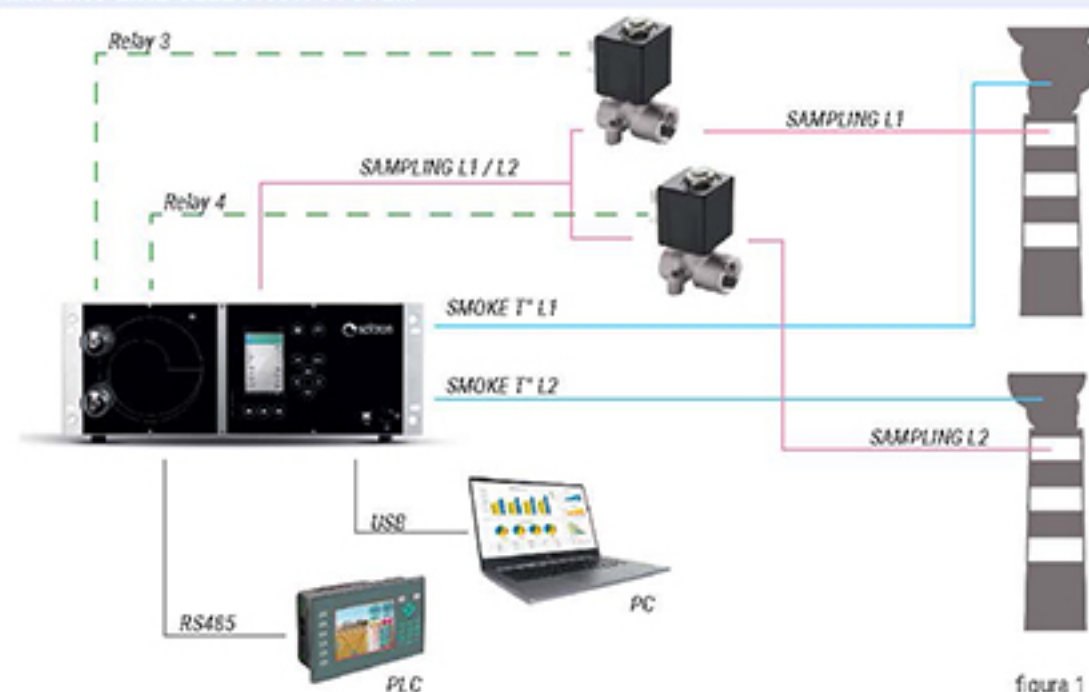 Relay 3
SAMPLING L1
SAMPLING L1 / L2
Relay 4
SMOKE T° L1
SMOKE T° L2
SAMPLING L2
USB
PC
RS485
PLC
figura 1